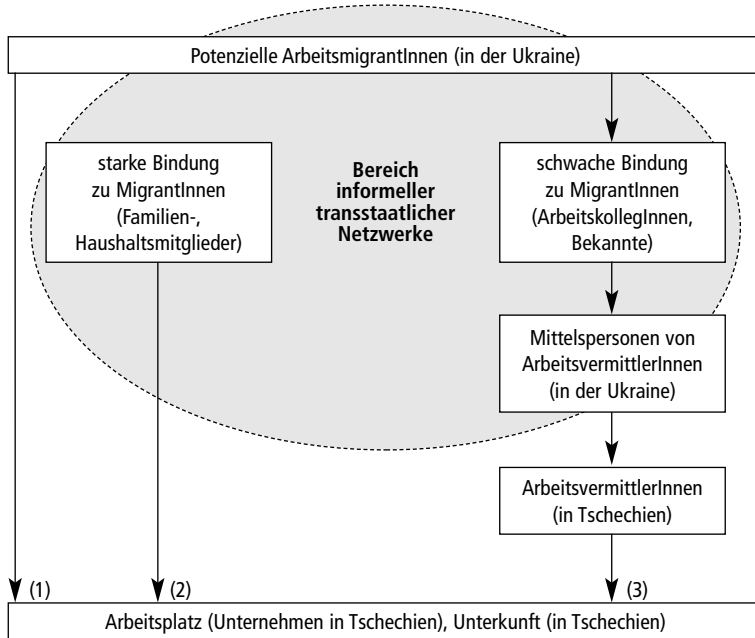 Potenzielle ArbeitsmigrantInnen (in der Ukraine)
starke Bindung
zu MigrantInnen
(Familien-,
Haushaltsmitglieder)
Bereich
informeller
transstaatlicher
Netzwerke
schwache Bindung
zu MigrantInnen
(ArbeitskollegInnen,
Bekannte)
Mittelspersonen von
ArbeitsvermittlerInnen
(in der Ukraine)
ArbeitsvermittlerInnen
(in Tschechien)
(1)
(2)
(3)
Arbeitsplatz (Unternehmen in Tschechien), Unterkunft (in Tschechien)